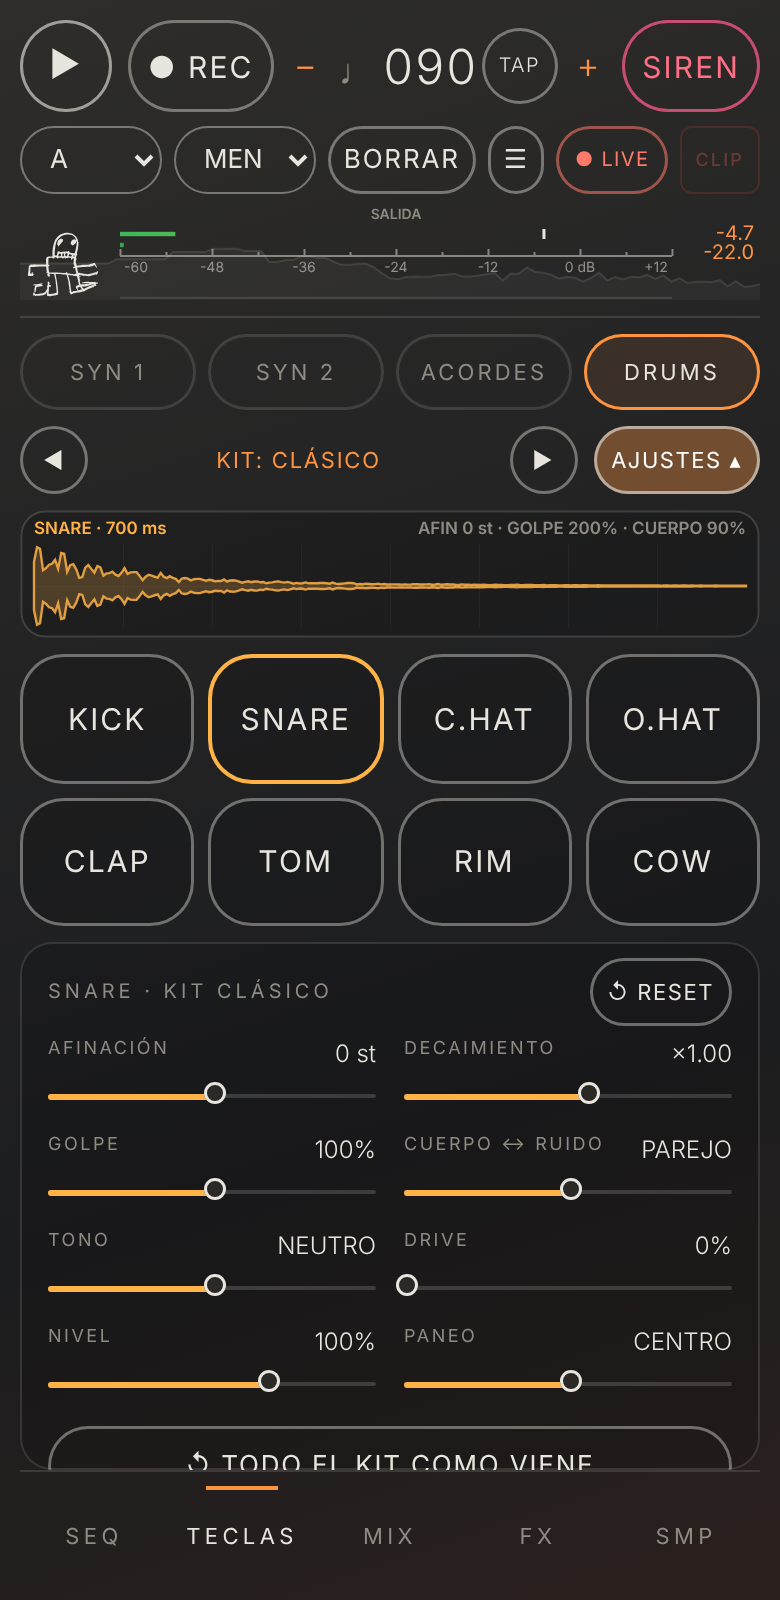 REC − ♩ 090 TAP + SIREN
A MEN BORRAR ☰ LIVE CLIP
SALIDA
-4.7
-22.0
-60 -48 -36 -24 -12 0 dB +12
SYN 1 SYN 2 ACORDES DRUMS
KIT: CLÁSICO AJUSTES ▴
SNARE · 700 ms AFIN 0 st · GOLPE 200% · CUERPO 90%
KICK SNARE C.HAT O.HAT
CLAP TOM RIM COW
SNARE · KIT CLÁSICO RESET
AFINACIÓN 0 st DECAIMIENTO ×1.00
GOLPE 100% CUERPO ↔ RUIDO PAREJO
TONO NEUTRO DRIVE 0%
NIVEL 100% PANEO CENTRO
TODO EL KIT COMO VIENE
SEQ TECLAS MIX FX SMP